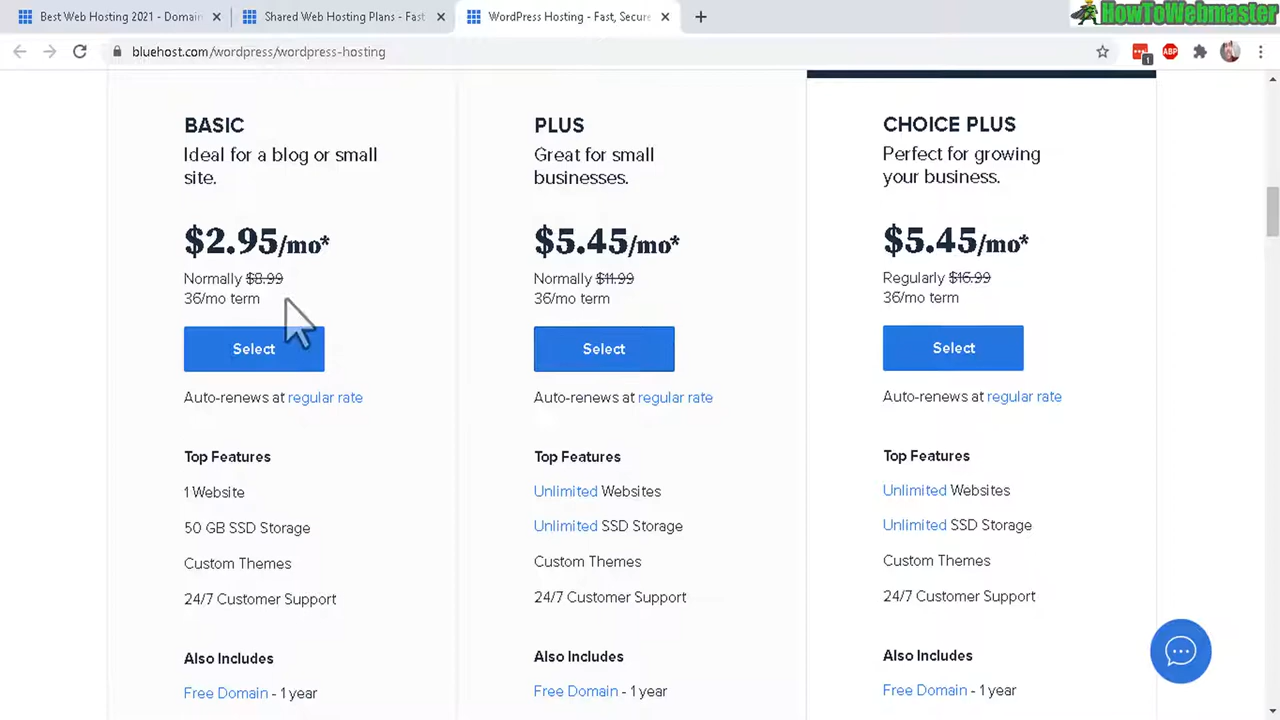 Best Web Hosting 2021 - Domain
Shared Web Hosting Plans - Fast
WordPress Hosting - Fast, Secure
HowToWebmaster
bluehost.com/wordpress/wordpress-hosting
1
ABP
BASIC
Ideal for a blog or small
site.
$2.95/mo*
Normally $8.99
36/mo term
Select
Auto-renews at regular rate
Top Features
1 Website
50 GB SSD Storage
Custom Themes
24/7 Customer Support
Also Includes
Free Domain - 1 year
PLUS
Great for small
businesses.
$5.45/mo*
Normally $11.99
36/mo term
Select
Auto-renews at regular rate
Top Features
Unlimited Websites
Unlimited SSD Storage
Custom Themes
24/7 Customer Support
Also Includes
Free Domain - 1 year
CHOICE PLUS
Perfect for growing
your business.
$5.45/mo*
Regularly $16.99
36/mo term
Select
Auto-renews at regular rate
Top Features
Unlimited Websites
Unlimited SSD Storage
Custom Themes
24/7 Customer Support
Also Includes
Free Domain - 1 year